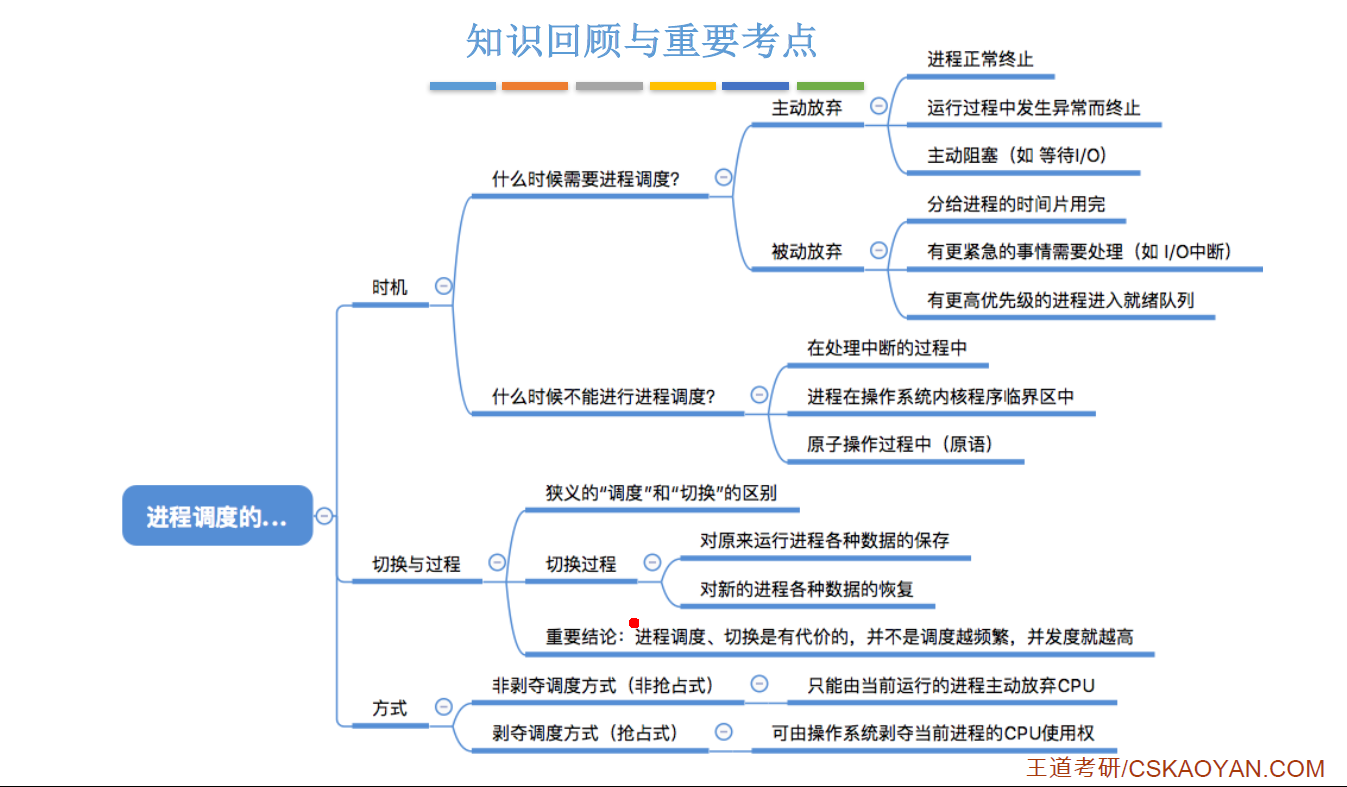 知识回顾与重要考点
进程调度的...
时机
什么时候需要进程调度?
主动放弃
进程正常终止
运行过程中发生异常而终止
主动阻塞（如 等待I/O）
被动放弃
分给进程的时间片用完
有更紧急的事情需要处理（如 I/O中断）
有更高优先级的进程进入就绪队列
什么时候不能进行进程调度?
在处理中断的过程中
进程在操作系统内核程序临界区中
原子操作过程中（原语）
切换与过程
狭义的“调度”和“切换”的区别
切换过程
对原来运行进程各种数据的保存
对新的进程各种数据的恢复
重要结论：进程调度、切换是有代价的，并不是调度越频繁，并发度就越高
方式
非剥夺调度方式（非抢占式）
只能由当前运行的进程主动放弃CPU
剥夺调度方式（抢占式）
可由操作系统剥夺当前进程的CPU使用权
王道考研/CSKAOYAN.COM